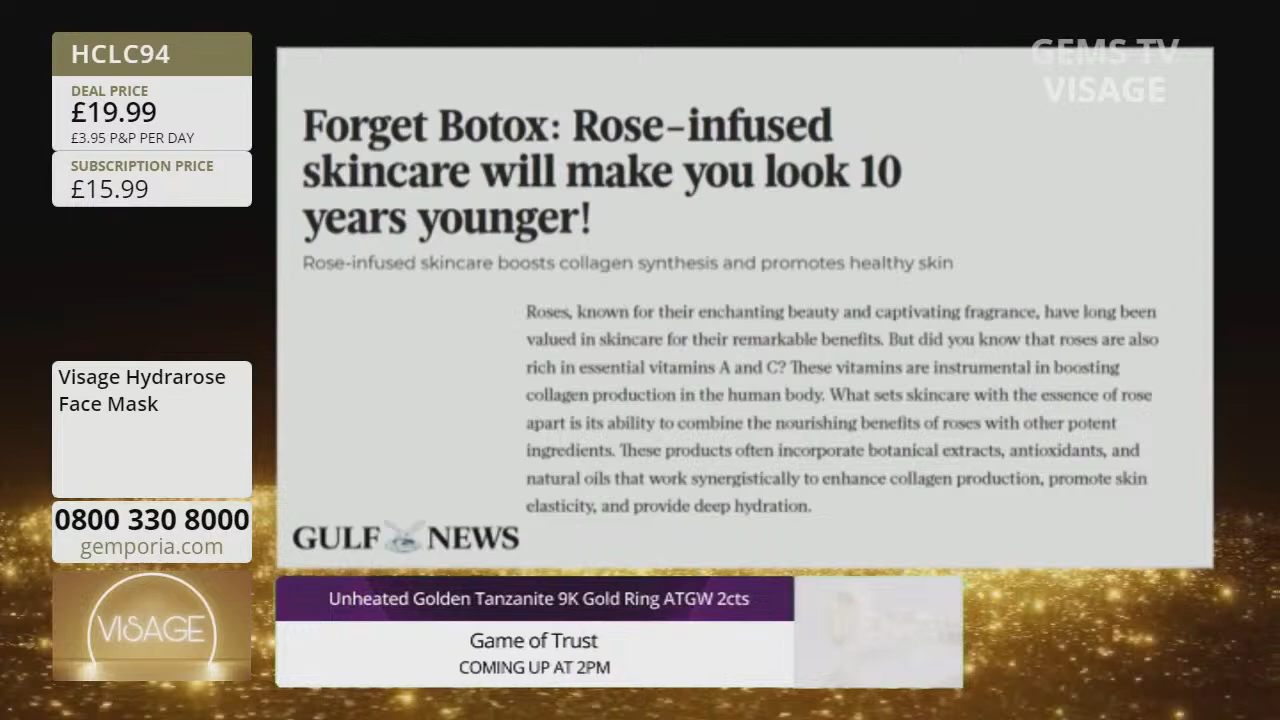 HCLC94
DEAL PRICE
£19.99
£3.95 P&P PER DAY
SUBSCRIPTION PRICE
£15.99
GEMS TV
VISAGE
Forget Botox: Rose-infused
skincare will make you look 10
years younger!
Rose-infused skincare boosts collagen synthesis and promotes healthy skin
Roses, known for their enchanting beauty and captivating fragrance, have long been
valued in skincare for their remarkable benefits. But did you know that roses are also
rich in essential vitamins A and C? These vitamins are instrumental in boosting
collagen production in the human body. What sets skincare with the essence of rose
apart is its ability to combine the nourishing benefits of roses with other potent
ingredients. These products often incorporate botanical extracts, antioxidants, and
natural oils that work synergistically to enhance collagen production, promote skin
elasticity, and provide deep hydration.
GULF NEWS
Visage Hydrarose
Face Mask
0800 330 8000
gemporia.com
VISAGE
Unheated Golden Tanzanite 9K Gold Ring ATGW 2cts
Game of Trust
COMING UP AT 2PM